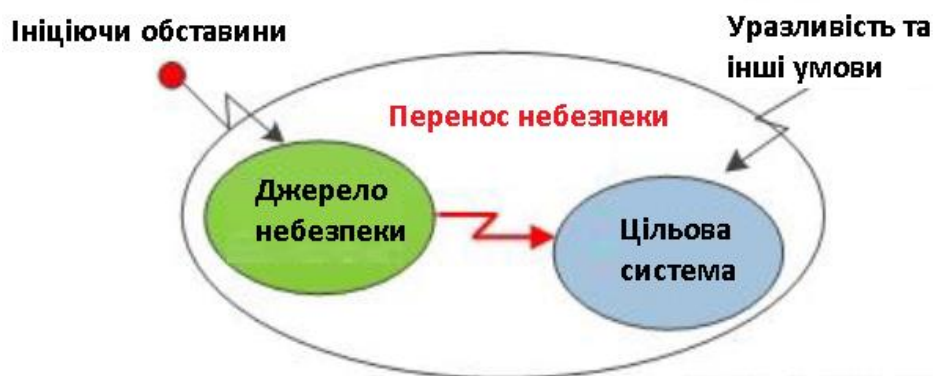 Ініціючи обставини
Уразливість та
інші умови
Перенос небезпеки
Джерело
небезпеки
Цільова
система